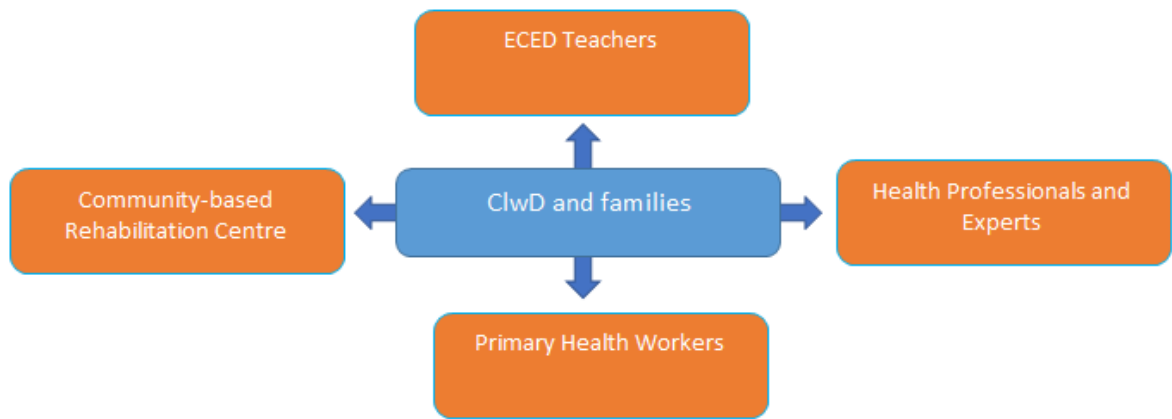 ECED Teachers
Community-based
Rehabilitation Centre
ClwD and families
Health Professionals and
Experts
Primary Health Workers